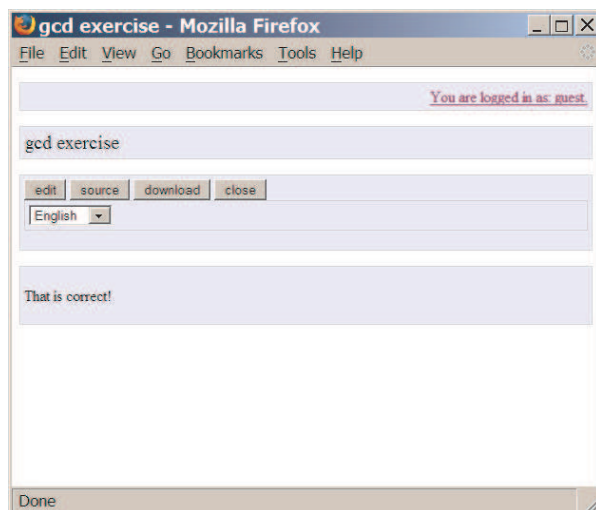 gcd exercise - Mozilla Firefox
File Edit View Go Bookmarks Tools Help
You are logged in as: guest.
gcd exercise
edit source download close
English
That is correct!
Done